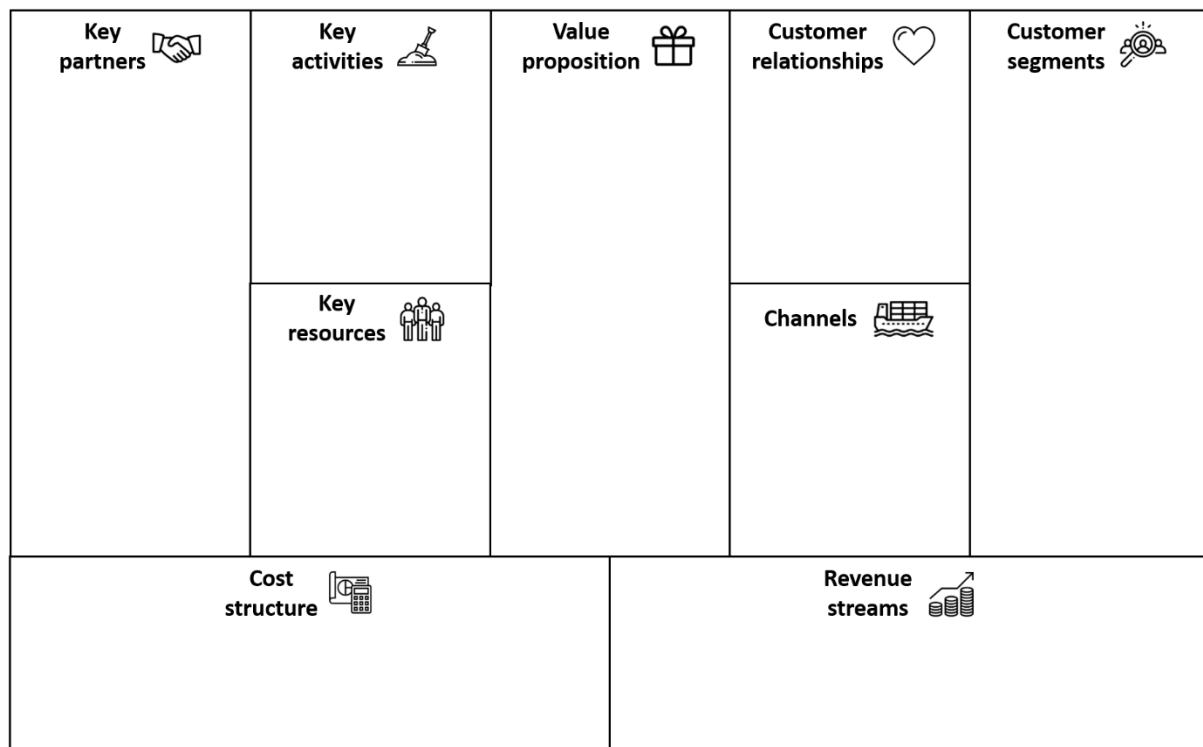 Key
partners
Key
activities
Value
proposition
Customer
relationships
Customer
segments
Key
resources
Channels
Cost
structure
Revenue
streams